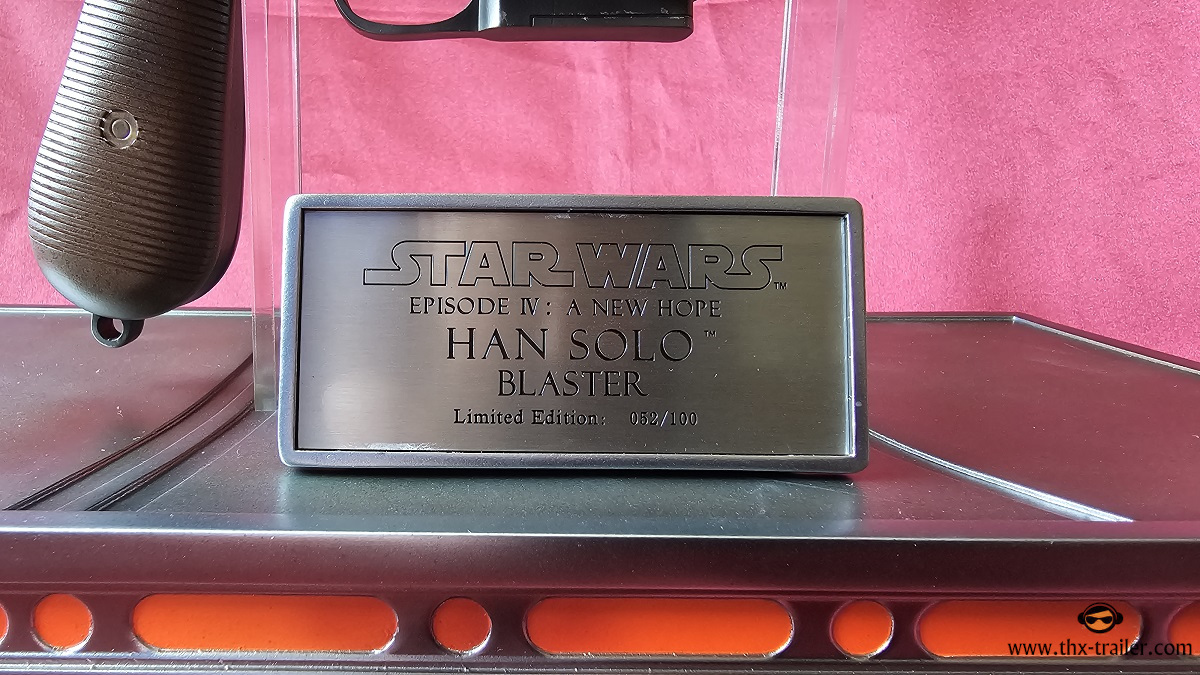 STAR WARS™
EPISODE IV: A NEW HOPE
HAN SOLO™
BLASTER
Limited Edition: 052/100
www.thx-trailer.com